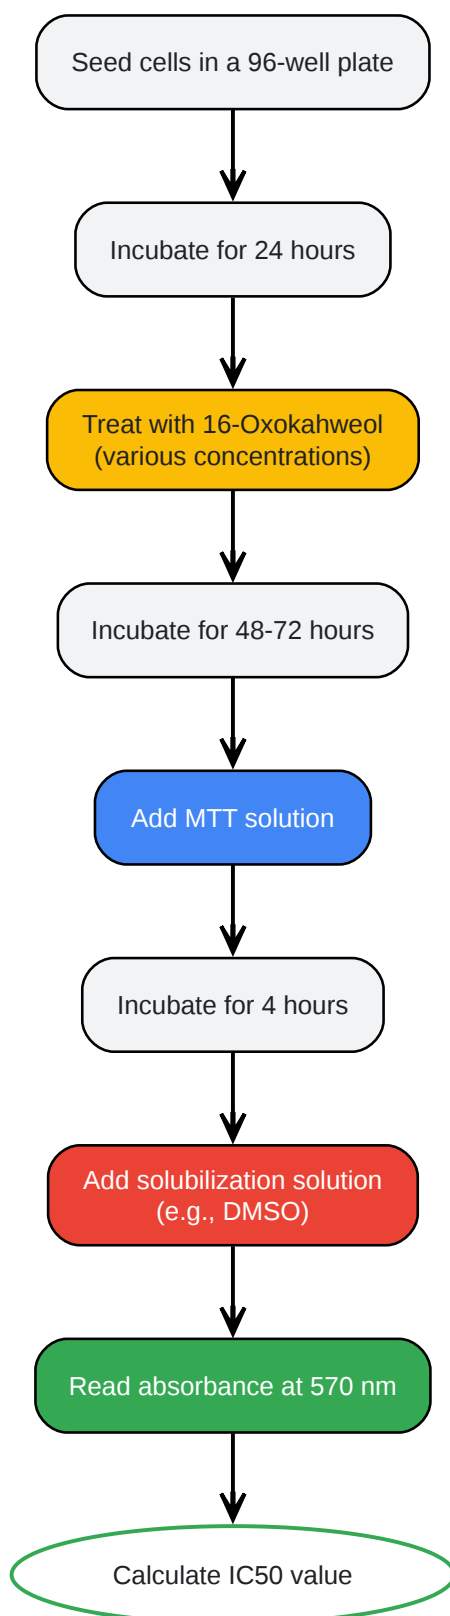 Seed cells in a 96-well plate
Incubate for 24 hours
Treat with 16-Oxokahweol
(various concentrations)
Incubate for 48-72 hours
Add MTT solution
Incubate for 4 hours
Add solubilization solution
(e.g., DMSO)
Read absorbance at 570 nm
Calculate IC50 value